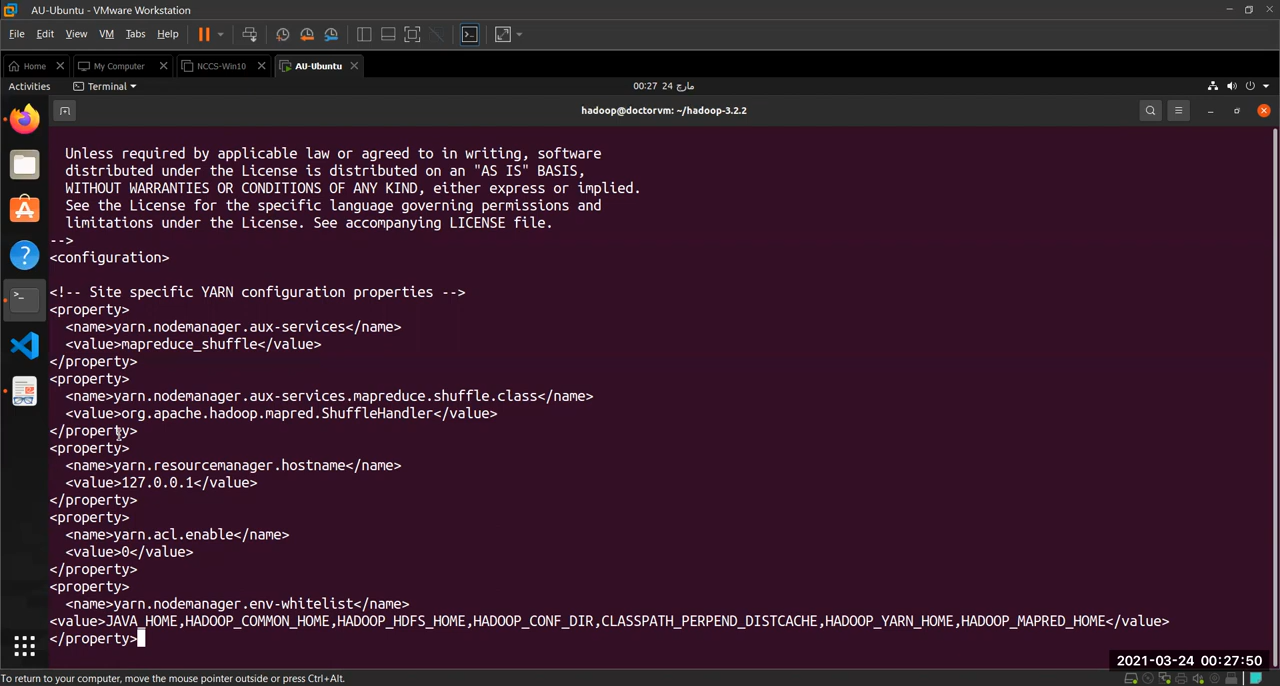 AU-Ubuntu - VMware Workstation
File Edit View VM Tabs Help
Home My Computer NCCS-Win10 AU-Ubuntu
Activities Terminal 00:27 24 مارچ
hadoop@doctorvm: ~/hadoop-3.2.2
Unless required by applicable law or agreed to in writing, software
distributed under the License is distributed on an "AS IS" BASIS,
WITHOUT WARRANTIES OR CONDITIONS OF ANY KIND, either express or implied.
See the License for the specific language governing permissions and
limitations under the License. See accompanying LICENSE file.
-->
<configuration>
<!-- Site specific YARN configuration properties -->
<property>
<name>yarn.nodemanager.aux-services</name>
<value>mapreduce_shuffle</value>
</property>
<property>
<name>yarn.nodemanager.aux-services.mapreduce.shuffle.class</name>
<value>org.apache.hadoop.mapred.ShuffleHandler</value>
</property>
<property>
<name>yarn.resourcemanager.hostname</name>
<value>127.0.0.1</value>
</property>
<property>
<name>yarn.acl.enable</name>
<value>0</value>
</property>
<property>
<name>yarn.nodemanager.env-whitelist</name>
<value>JAVA_HOME,HADOOP_COMMON_HOME,HADOOP_HDFS_HOME,HADOOP_CONF_DIR,CLASSPATH_PERPEND_DISTCACHE,HADOOP_YARN_HOME,HADOOP_MAPRED_HOME</value>
</property>
2021-03-24 00:27:50
To return to your computer, move the mouse pointer outside or press Ctrl+Alt.